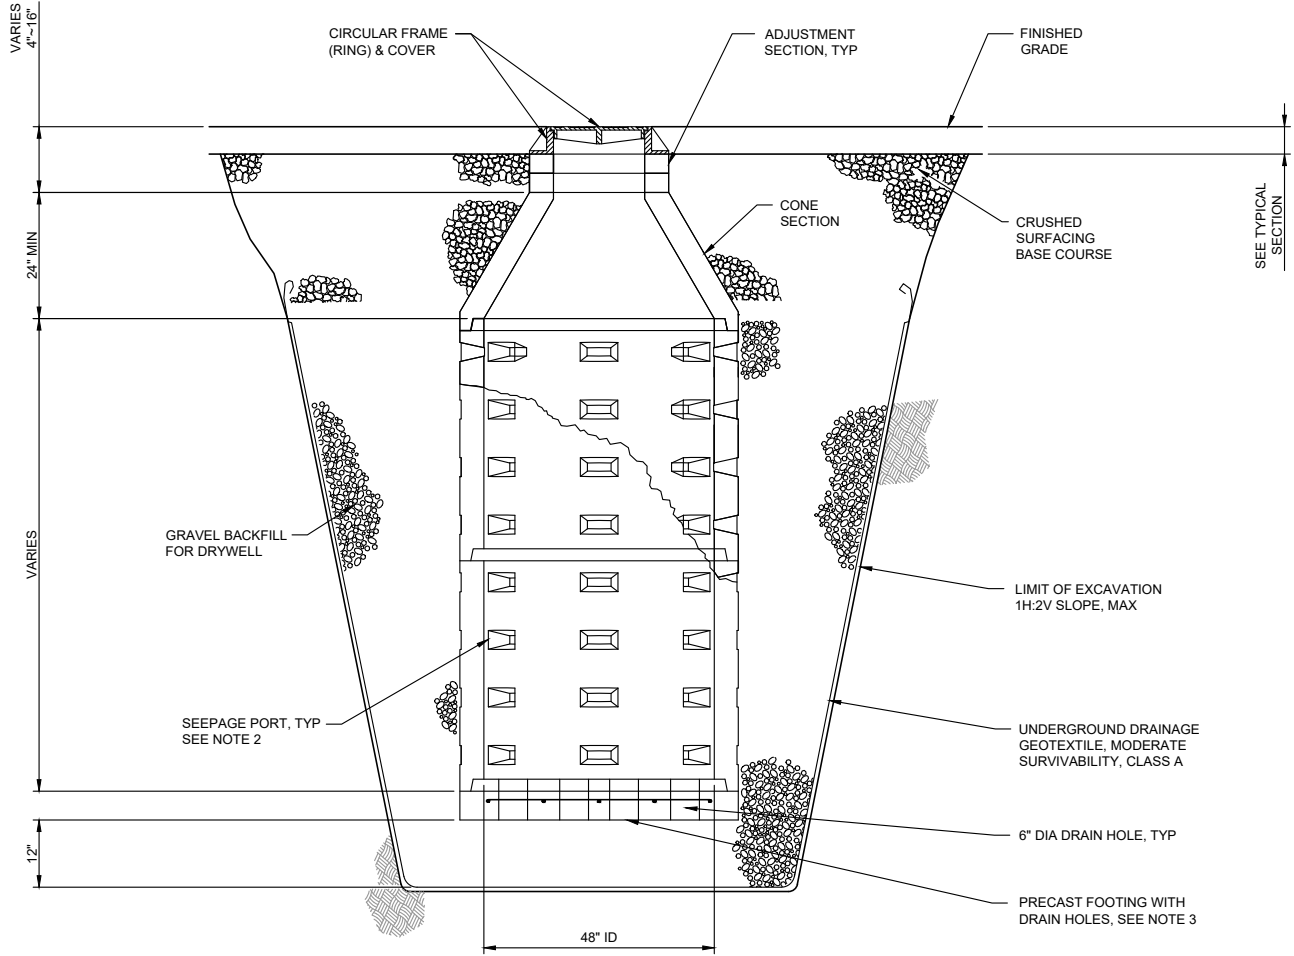 VARIES
4"~16"
CIRCULAR FRAME
(RING) & COVER
ADJUSTMENT
SECTION, TYP
FINISHED
GRADE
24" MIN
CONE
SECTION
CRUSHED
SURFACING
BASE COURSE
SEE TYPICAL
SECTION
VARIES
GRAVEL BACKFILL
FOR DRYWELL
LIMIT OF EXCAVATION
1H:2V SLOPE, MAX
SEEPAGE PORT, TYP
SEE NOTE 2
UNDERGROUND DRAINAGE
GEOTEXTILE, MODERATE
SURVIVABILITY, CLASS A
6" DIA DRAIN HOLE, TYP
12"
PRECAST FOOTING WITH
DRAIN HOLES, SEE NOTE 3
48" ID